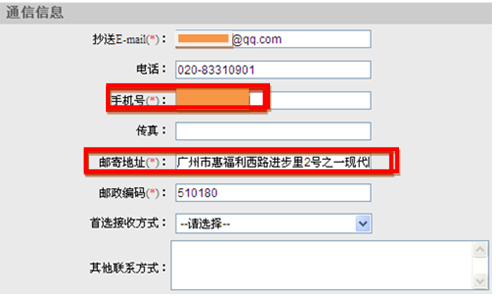 通信信息
抄送E-mail(*)： @qq.com
电话： 020-83310901
手机号(*)：
传真：
邮寄地址(*)： 广州市惠福利西路进步里2号之一现代
邮政编码(*)： 510180
首选接收方式： --请选择--
其他联系方式：